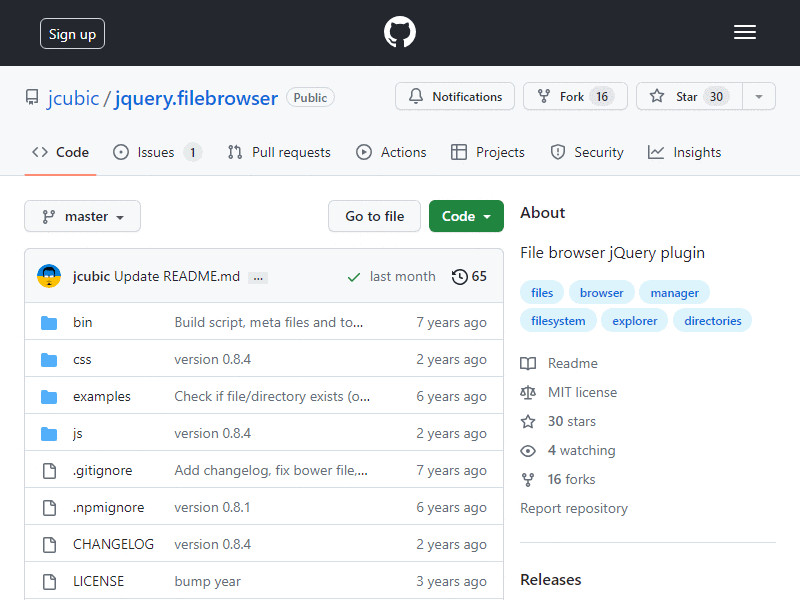 Sign up
jcubic / jquery.filebrowser Public
Notifications Fork 16 Star 30
Code Issues 1 Pull requests Actions Projects Security Insights
master Go to file Code
jcubic Update README.md ... last month 65
bin Build script, meta files and to... 7 years ago
css version 0.8.4 2 years ago
examples Check if file/directory exists (o... 6 years ago
js version 0.8.4 2 years ago
.gitignore Add changelog, fix bower file,... 7 years ago
.npmignore version 0.8.1 6 years ago
CHANGELOG version 0.8.4 2 years ago
LICENSE bump year 3 years ago
About
File browser jQuery plugin
files browser manager
filesystem explorer directories
Readme
MIT license
30 stars
4 watching
16 forks
Report repository
Releases